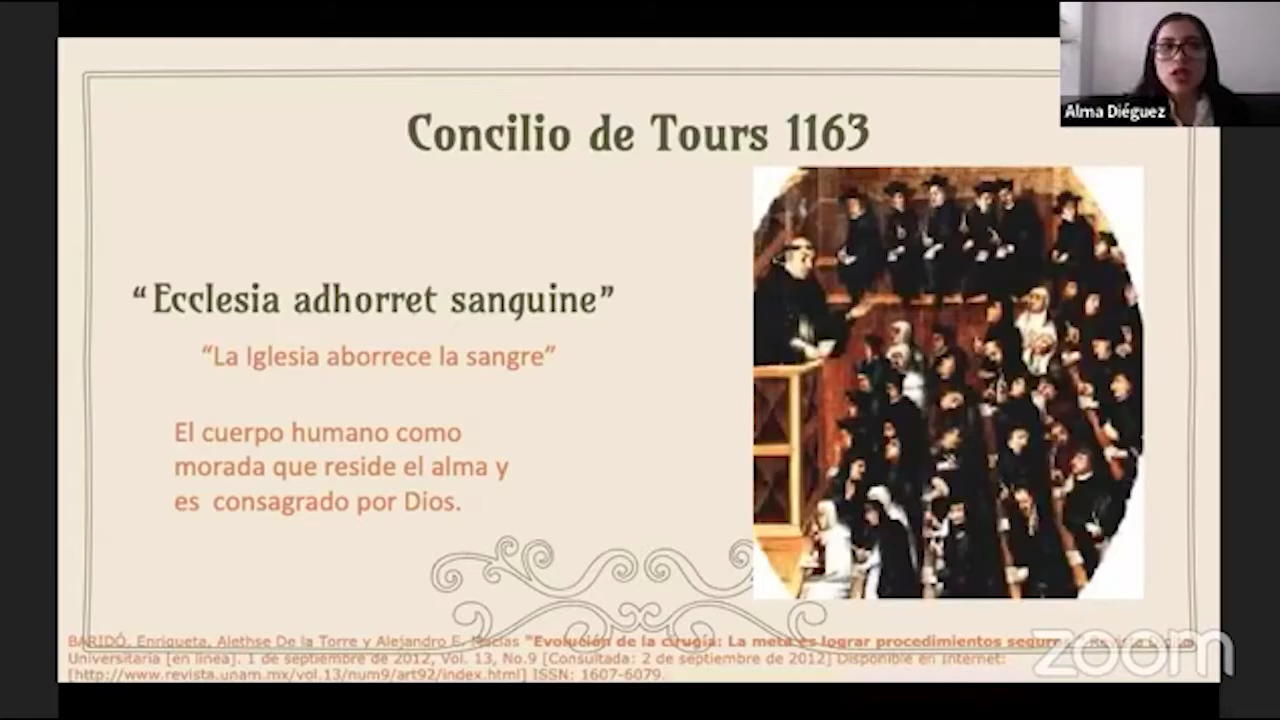 Alma Diéguez
Concilio de Tours 1163
“Ecclesia adhorret sanguine”
“La Iglesia aborrece la sangre”
El cuerpo humano como
morada que reside el alma y
es consagrado por Dios.
BARIDÓ, Enriqueta, Alethse De la Torre y Alejandro E. Macías "Evolución de la cirugía: La meta es lograr procedimientos seguros" Revista Digital
Universitaria [en línea]. 1 de septiembre de 2012, Vol. 13, No.9 [Consultada: 2 de septiembre de 2012] Disponible en Internet:
[http://www.revista.unam.mx/vol.13/num9/art92/index.html] ISSN: 1607-6079.
zoom